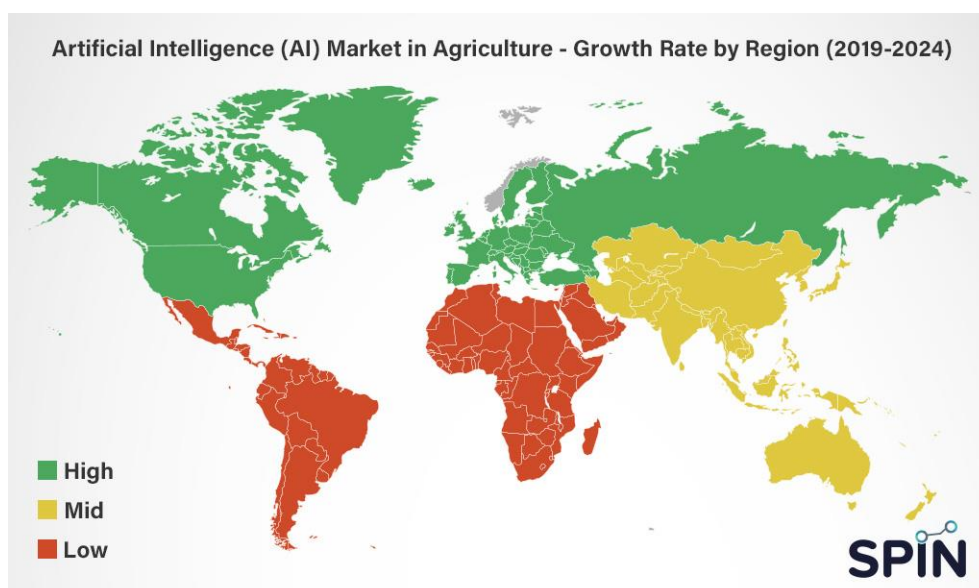 Artificial Intelligence (AI) Market in Agriculture - Growth Rate by Region (2019-2024)
High
Mid
Low
SPIN